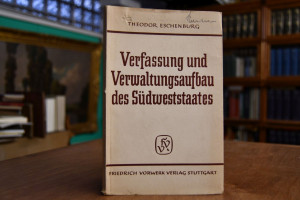 THEODOR ESCHENBURG
Verfassung und
Verwaltungsaufbau
des Südweststaates
FRIEDRICH VORWERK VERLAG STUTTGART